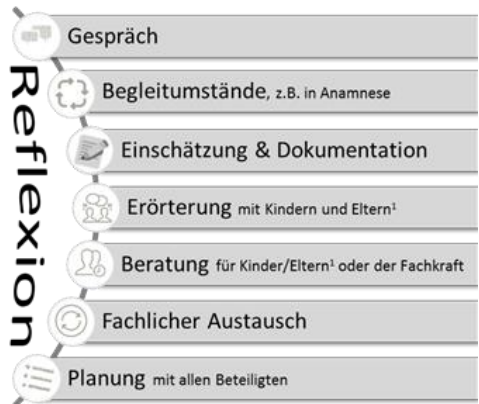 Reflexion
Gespräch
Begleitumstände, z.B. in Anamnese
Einschätzung & Dokumentation
Erörterung mit Kindern und Eltern¹
Beratung für Kinder/Eltern¹ oder der Fachkraft
Fachlicher Austausch
Planung mit allen Beteiligten